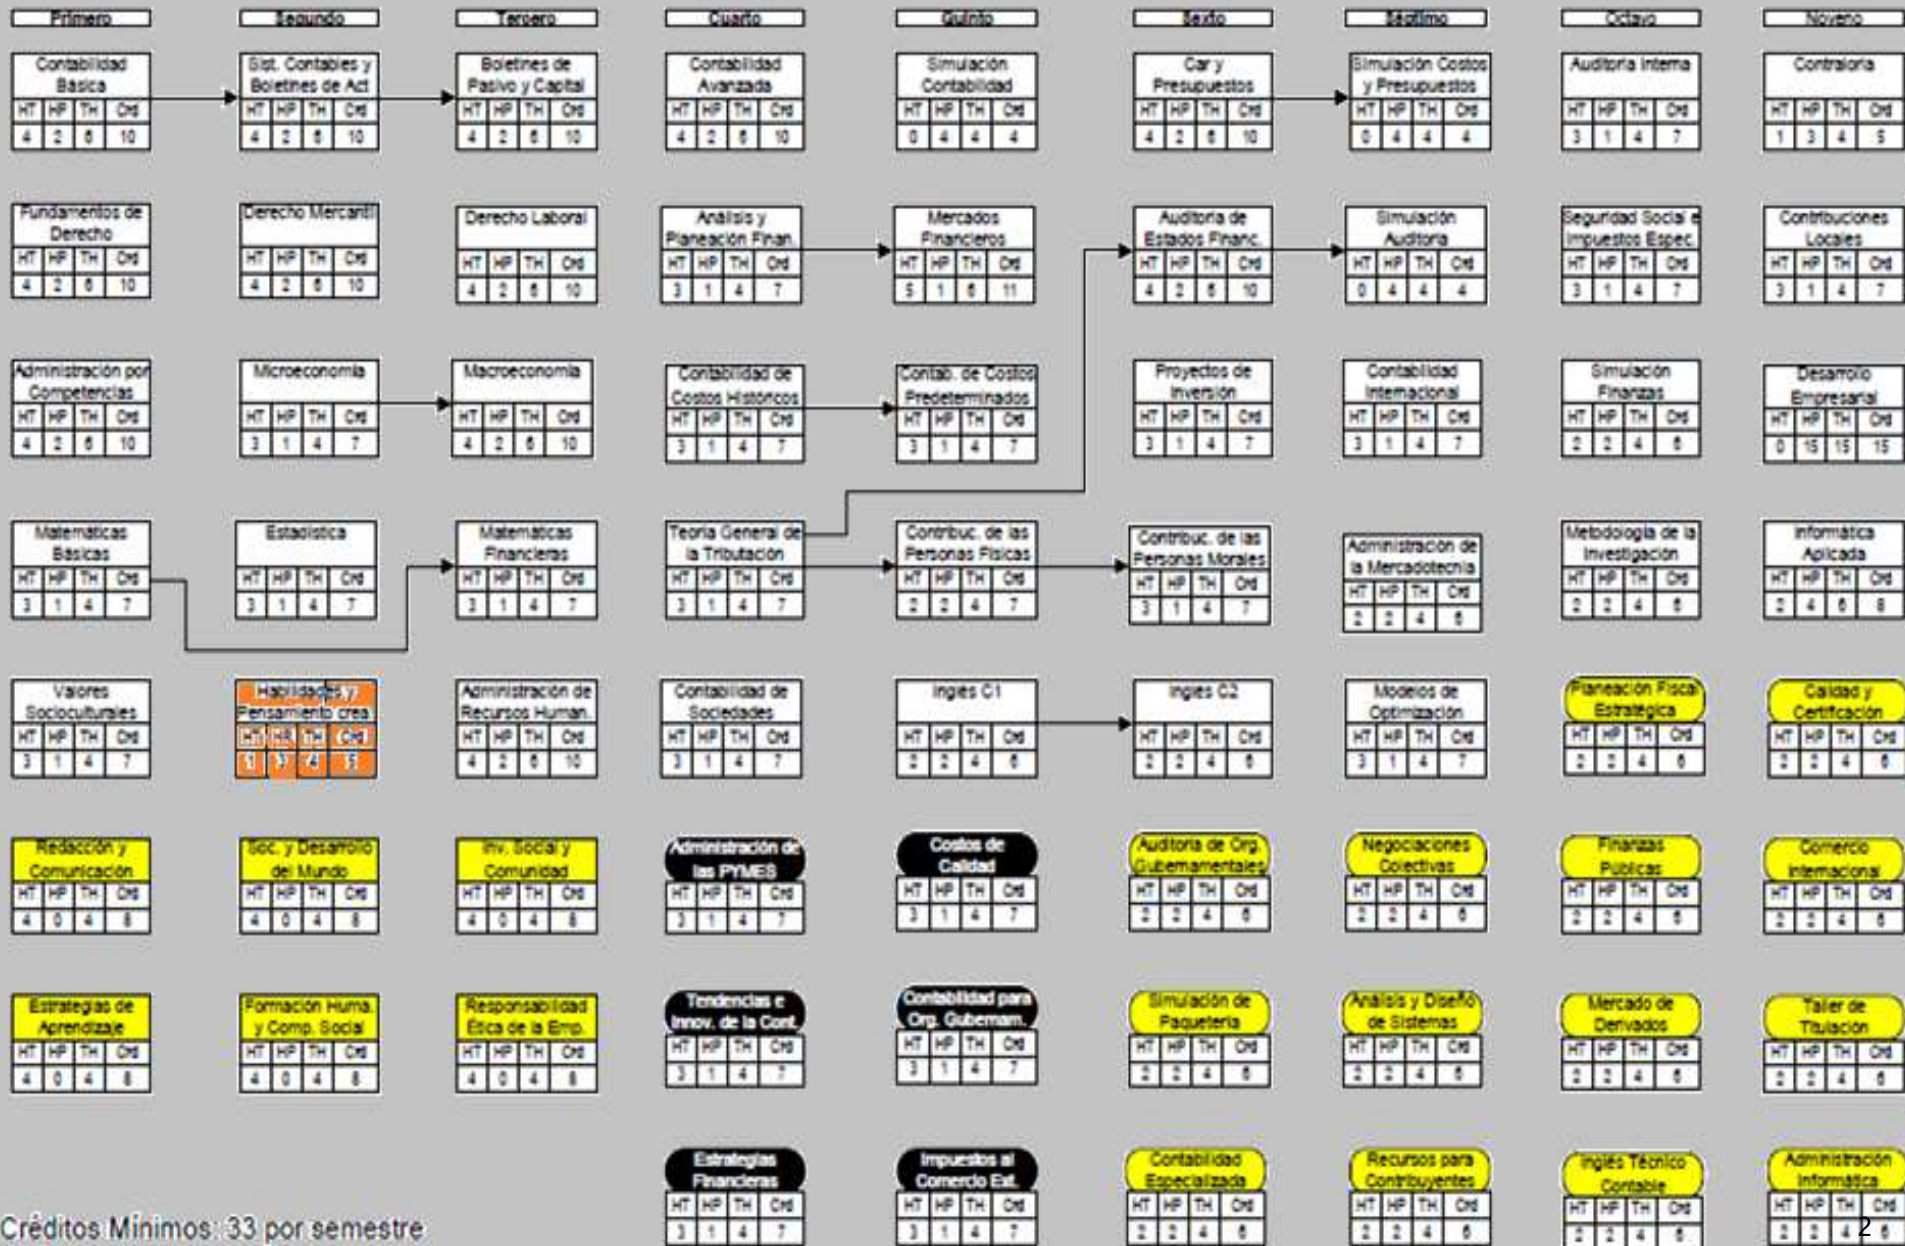 Primero Segundo Tercero Cuarto Quinto Sexto Séptimo Octavo Noveno
Contabilidad Sist. Contables y Boletines de Contabilidad Simulación Car y Simulación Costos Auditoria Interna Contraloria
Básica Boletines de Act Pasivo y Capital Avanzada Contabilidad Presupuestos y Presupuestos
HT HP TH Crd HT HP TH Crd HT HP TH Crd HT HP TH Crd HT HP TH Crd HT HP TH Crd HT HP TH Crd HT HP TH Crd HT HP TH Crd
4 2 6 10 4 2 6 10 4 2 6 10 4 2 6 10 0 4 4 4 4 2 6 10 0 4 4 4 3 1 4 7 1 3 4 5
Fundamentos de Derecho Mercantil Derecho Laboral Análisis y Mercados Auditoria de Simulación Seguridad Social e Contribuciones
Derecho Planeación Finan. Financieros Estados Financ. Auditoria Impuestos Espec. Locales
HT HP TH Crd HT HP TH Crd HT HP TH Crd HT HP TH Crd HT HP TH Crd HT HP TH Crd HT HP TH Crd HT HP TH Crd HT HP TH Crd
4 2 6 10 4 2 6 10 4 2 6 10 3 1 4 7 5 1 6 11 4 2 6 10 0 4 4 4 3 1 4 7 3 1 4 7
Administración por Microeconomía Macroeconomía Contabilidad de Contab. de Costos Proyectos de Contabilidad Simulación Desarrollo
Competencias Costos Históricos Predeterminados Inversión Internacional Finanzas Empresarial
HT HP TH Crd HT HP TH Crd HT HP TH Crd HT HP TH Crd HT HP TH Crd HT HP TH Crd HT HP TH Crd HT HP TH Crd HT HP TH Crd
4 2 6 10 3 1 4 7 4 2 6 10 3 1 4 7 3 1 4 7 3 1 4 7 3 1 4 7 2 2 4 6 0 15 15 15
Matemáticas Estadística Matemáticas Teoría General de Contribuc. de las Contribuc. de las Administración de Metodología de la Informática
Básicas Financieras la Tributación Personas Físicas Personas Morales la Mercadotecnia Investigación Aplicada
HT HP TH Crd HT HP TH Crd HT HP TH Crd HT HP TH Crd HT HP TH Crd HT HP TH Crd HT HP TH Crd HT HP TH Crd HT HP TH Crd
3 1 4 7 3 1 4 7 3 1 4 7 3 1 4 7 2 2 4 7 3 1 4 7 2 2 4 6 2 2 4 6 2 4 6 8
Valores Habilidades y Administración de Contabilidad de Ingles C1 Ingles C2 Modelos de Planeación Fiscal Calidad y
Socioculturales Pensamiento crea. Recursos Human. Sociedades Optimización Estratégica Certificación
HT HP TH Crd HT HP TH Crd HT HP TH Crd HT HP TH Crd HT HP TH Crd HT HP TH Crd HT HP TH Crd HT HP TH Crd HT HP TH Crd
3 1 4 7 1 3 4 5 4 2 6 10 3 1 4 7 2 2 4 6 2 2 4 6 3 1 4 7 2 2 4 6 2 2 4 6
Redacción y Soc. y Desarrollo Inv. Social y Administración de Costos de Auditoria de Org. Negociaciones Finanzas Comercio
Comunicación del Mundo Comunidad las PYMES Calidad Gubernamentales Colectivas Públicas Internacional
HT HP TH Crd HT HP TH Crd HT HP TH Crd HT HP TH Crd HT HP TH Crd HT HP TH Crd HT HP TH Crd HT HP TH Crd HT HP TH Crd
4 0 4 8 4 0 4 8 4 0 4 8 3 1 4 7 3 1 4 7 2 2 4 6 2 2 4 6 2 2 4 6 2 2 4 6
Estrategias de Formación Huma. Responsabilidad Tendencias e Contabilidad para Simulación de Análisis y Diseño Mercado de Taller de
Aprendizaje y Comp. Social Ética de la Emp. Innov. de la Cont. Org. Gubernam. Paquetería de Sistemas Derivados Titulación
HT HP TH Crd HT HP TH Crd HT HP TH Crd HT HP TH Crd HT HP TH Crd HT HP TH Crd HT HP TH Crd HT HP TH Crd HT HP TH Crd
4 0 4 8 4 0 4 8 4 0 4 8 3 1 4 7 3 1 4 7 2 2 4 6 2 2 4 6 2 2 4 6 2 2 4 6
Estrategias Impuestos al Contabilidad Recursos para Ingles Técnico Administración
Financieras Comercio Ext. Especializada Contribuyentes Contable Informática
HT HP TH Crd HT HP TH Crd HT HP TH Crd HT HP TH Crd HT HP TH Crd HT HP TH Crd
3 1 4 7 3 1 4 7 2 2 4 6 2 2 4 6 2 2 4 6 2 2 4 6
Créditos Mínimos: 33 por semestre
2